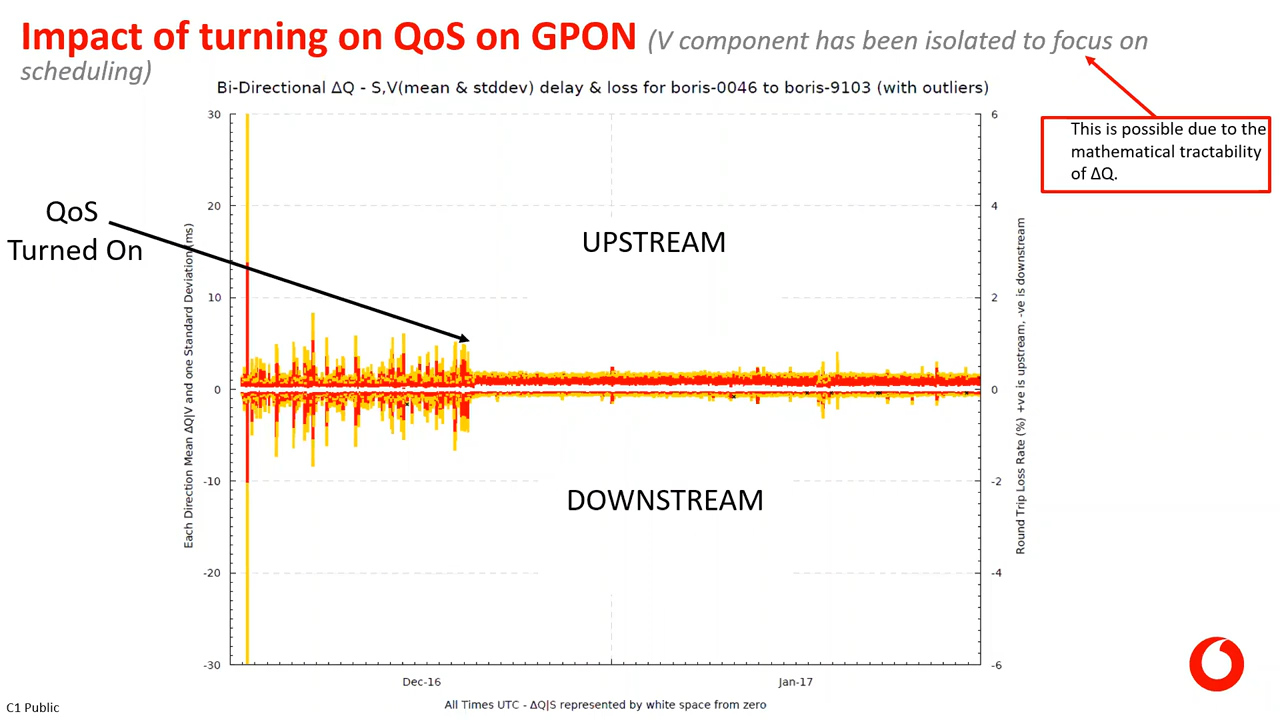 Impact of turning on QoS on GPON (V component has been isolated to focus on
scheduling)
Bi-Directional ΔQ - S,V(mean & stddev) delay & loss for boris-0046 to boris-9103 (with outliers)
This is possible due to the
mathematical tractability
of ΔQ.
QoS
Turned On
UPSTREAM
DOWNSTREAM
Each Direction Mean ΔQ|V and one Standard Deviation (ms)
30
20
10
0
-10
-20
-30
6
4
2
0
-2
-4
-6
Round Trip Loss Rate (%) +ve is upstream, -ve is downstream
Dec-16
Jan-17
All Times UTC - ΔQ|S represented by white space from zero
C1 Public